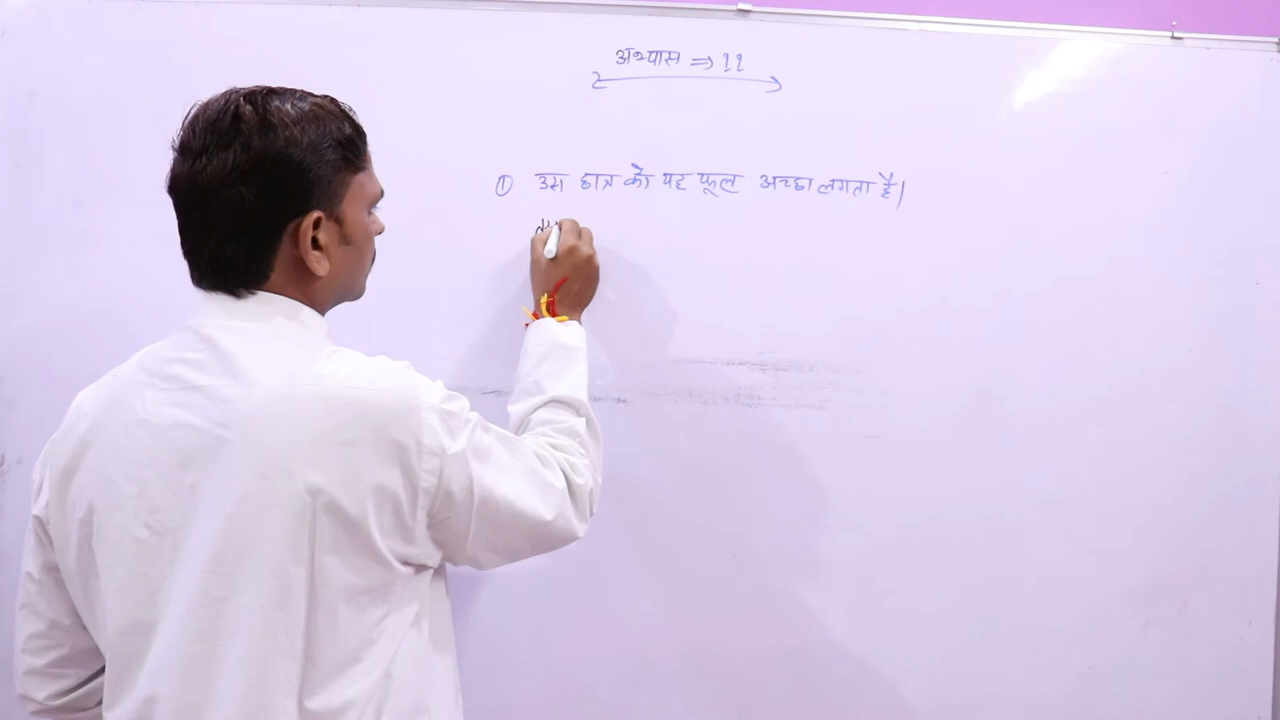 अभ्यास ⇒ 11
① उस छात्र को यह फूल अच्छा लगता है।